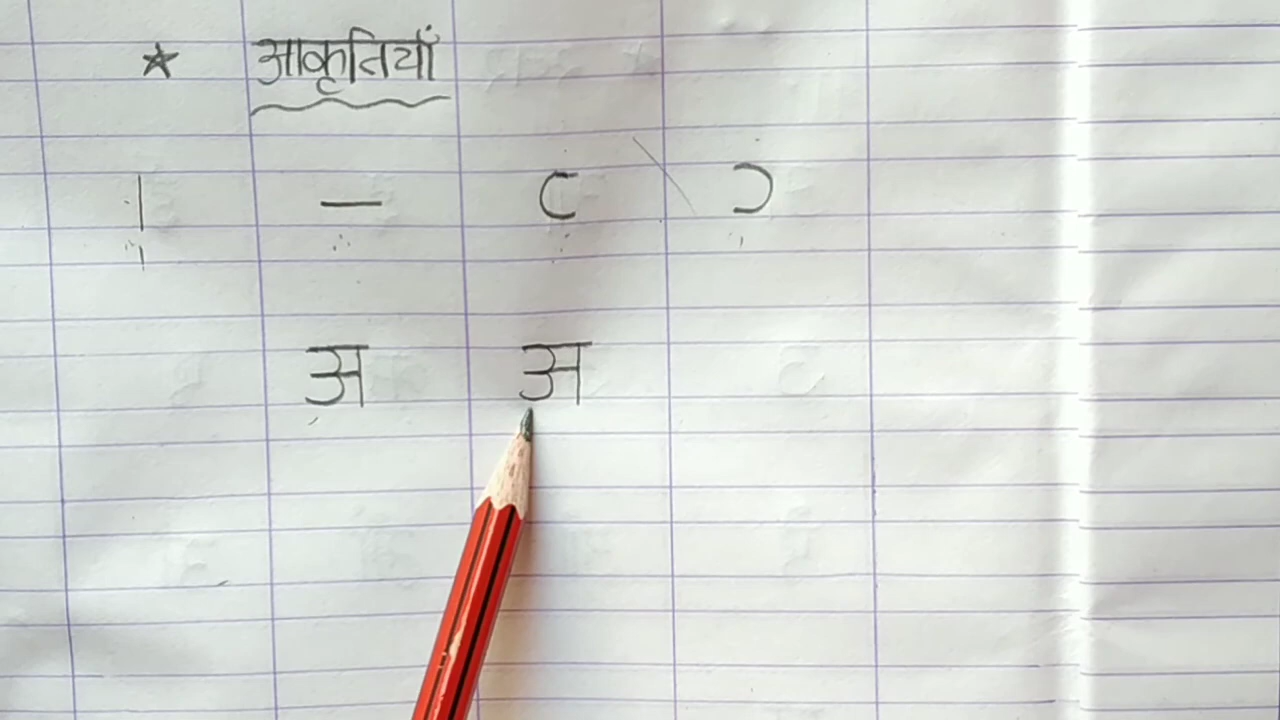 ★ आकृतियाँ
| — ⊂ ⊃
अ अ